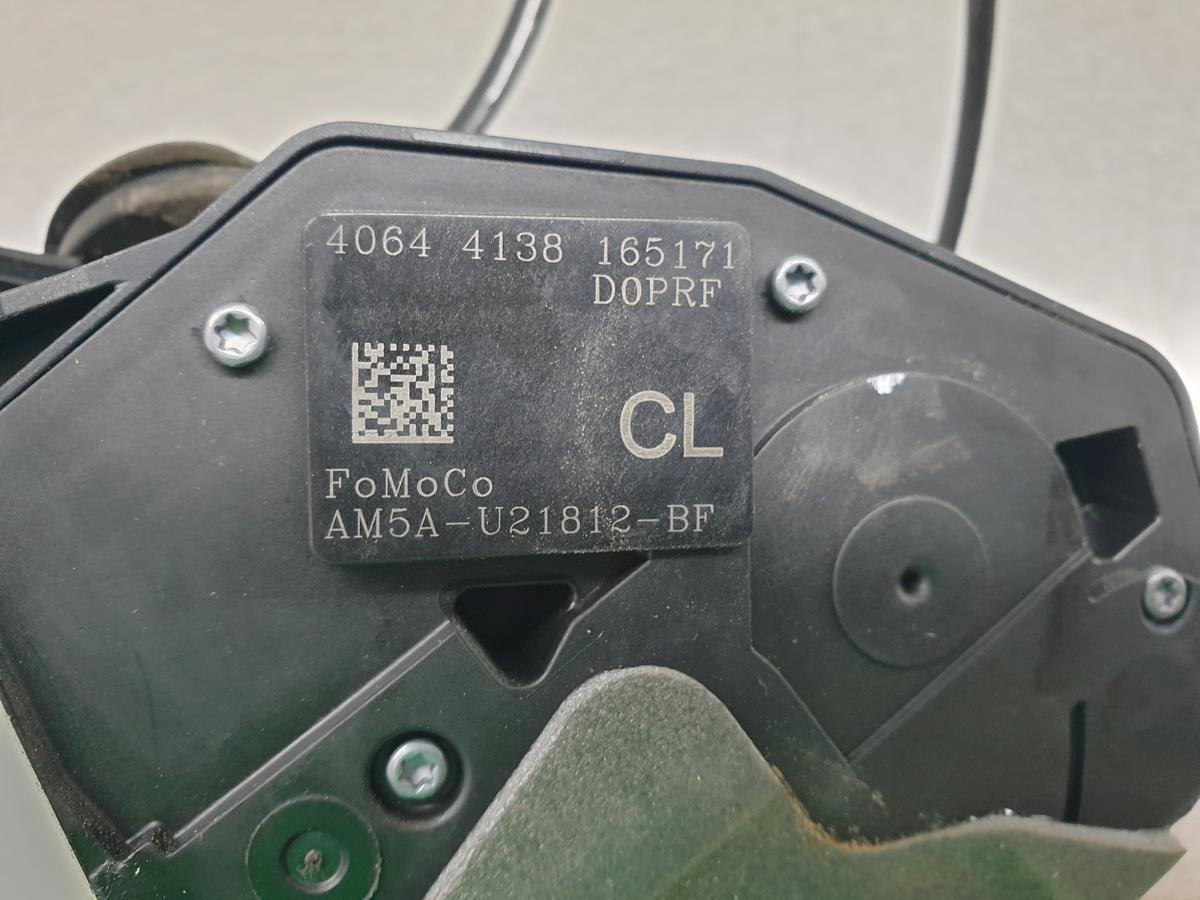 4064 4138 165171
D0PRF
CL
FoMoCo
AM5A-U21812-BF